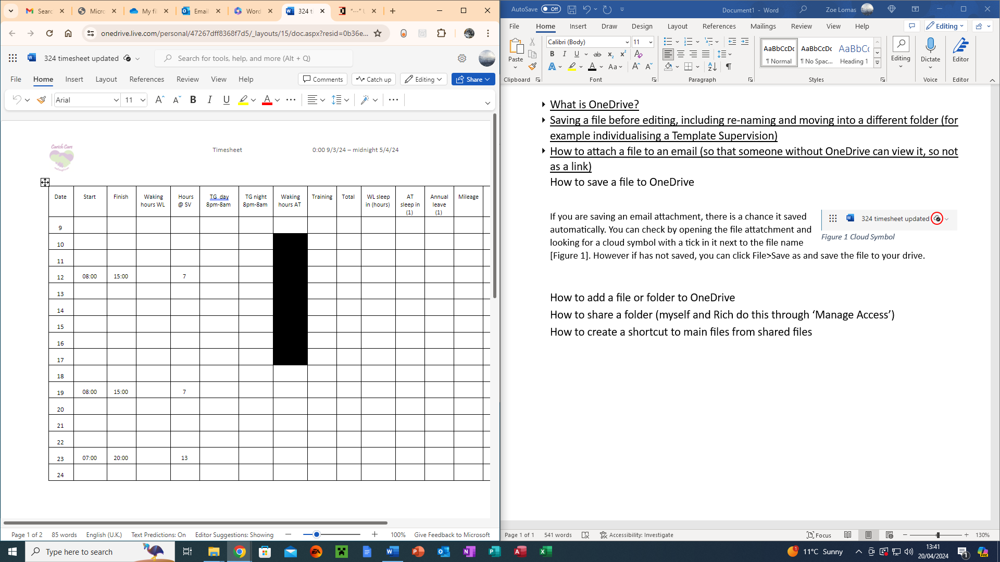 Searc
Micro
My fi
Email
Word
324 ti
"..." U
onedrive.live.com/personal/47267dff8368f7d5/_layouts/15/doc.aspx?resid=0b36e...
324 timesheet updated
Search for tools, help, and more (Alt + Q)
File Home Insert Layout References Review View Help
Comments Catch up Editing Share
Arial 11 B I U A
Carich Care
Timesheet 0:00 9/3/24 – midnight 5/4/24
Date Start Finish Waking hours WL Hours @ SV TG day 8pm-8am TG night 8pm-8am Waking hours AT Training Total WL sleep in (hours) AT sleep in (1) Annual leave (1) Mileage
9
10
11
12 08:00 15:00 7
13
14
15
16
17
18
19 08:00 15:00 7
20
21
22
23 07:00 20:00 13
24
Page 1 of 2 85 words English (U.K.) Text Predictions: On Editor Suggestions: Showing 100% Give Feedback to Microsoft
AutoSave Off Document1 - Word Zoe Lomas
File Home Insert Draw Design Layout References Mailings Review View Help Editing
Calibri (Body) 11
Paste
B I U ab x₂ x²
A A Aa A A
AaBbCcDc AaBbCcDc AaBbCc
¶ Normal ¶ No Spac... Heading 1
Editing Dictate Editor
Clipboard Font Paragraph Styles Voice Editor
What is OneDrive?
Saving a file before editing, including re-naming and moving into a different folder (for
example individualising a Template Supervision)
How to attach a file to an email (so that someone without OneDrive can view it, so not
as a link)
How to save a file to OneDrive
If you are saving an email attachment, there is a chance it saved
automatically. You can check by opening the file attatchment and
looking for a cloud symbol with a tick in it next to the file name
[Figure 1]. However if has not saved, you can click File>Save as and save the file to your drive.
324 timesheet updated
Figure 1 Cloud Symbol
How to add a file or folder to OneDrive
How to share a folder (myself and Rich do this through ‘Manage Access’)
How to create a shortcut to main files from shared files
Page 1 of 1 541 words Accessibility: Investigate Focus 130%
Type here to search
11°C Sunny
13:41
20/04/2024